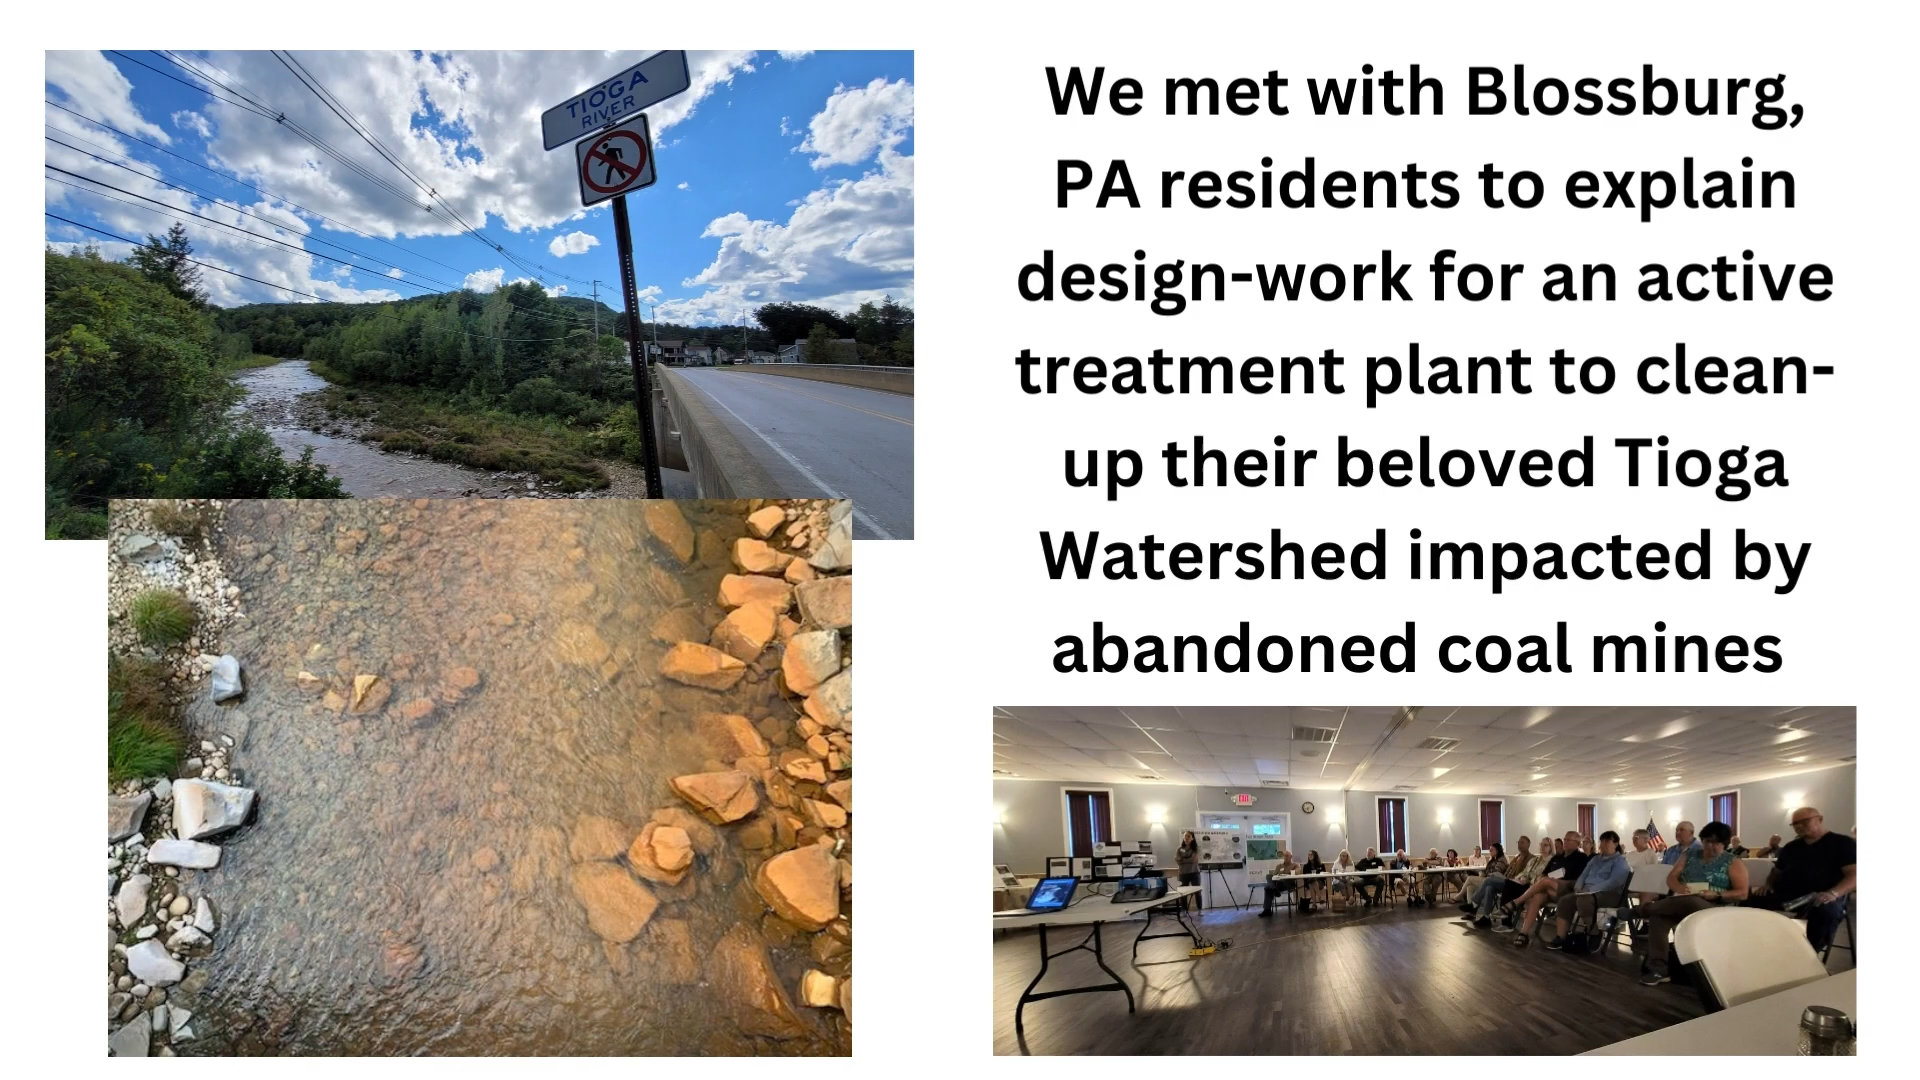 TIOGA
RIVER
We met with Blossburg,
PA residents to explain
design-work for an active
treatment plant to clean-
up their beloved Tioga
Watershed impacted by
abandoned coal mines
EXIT